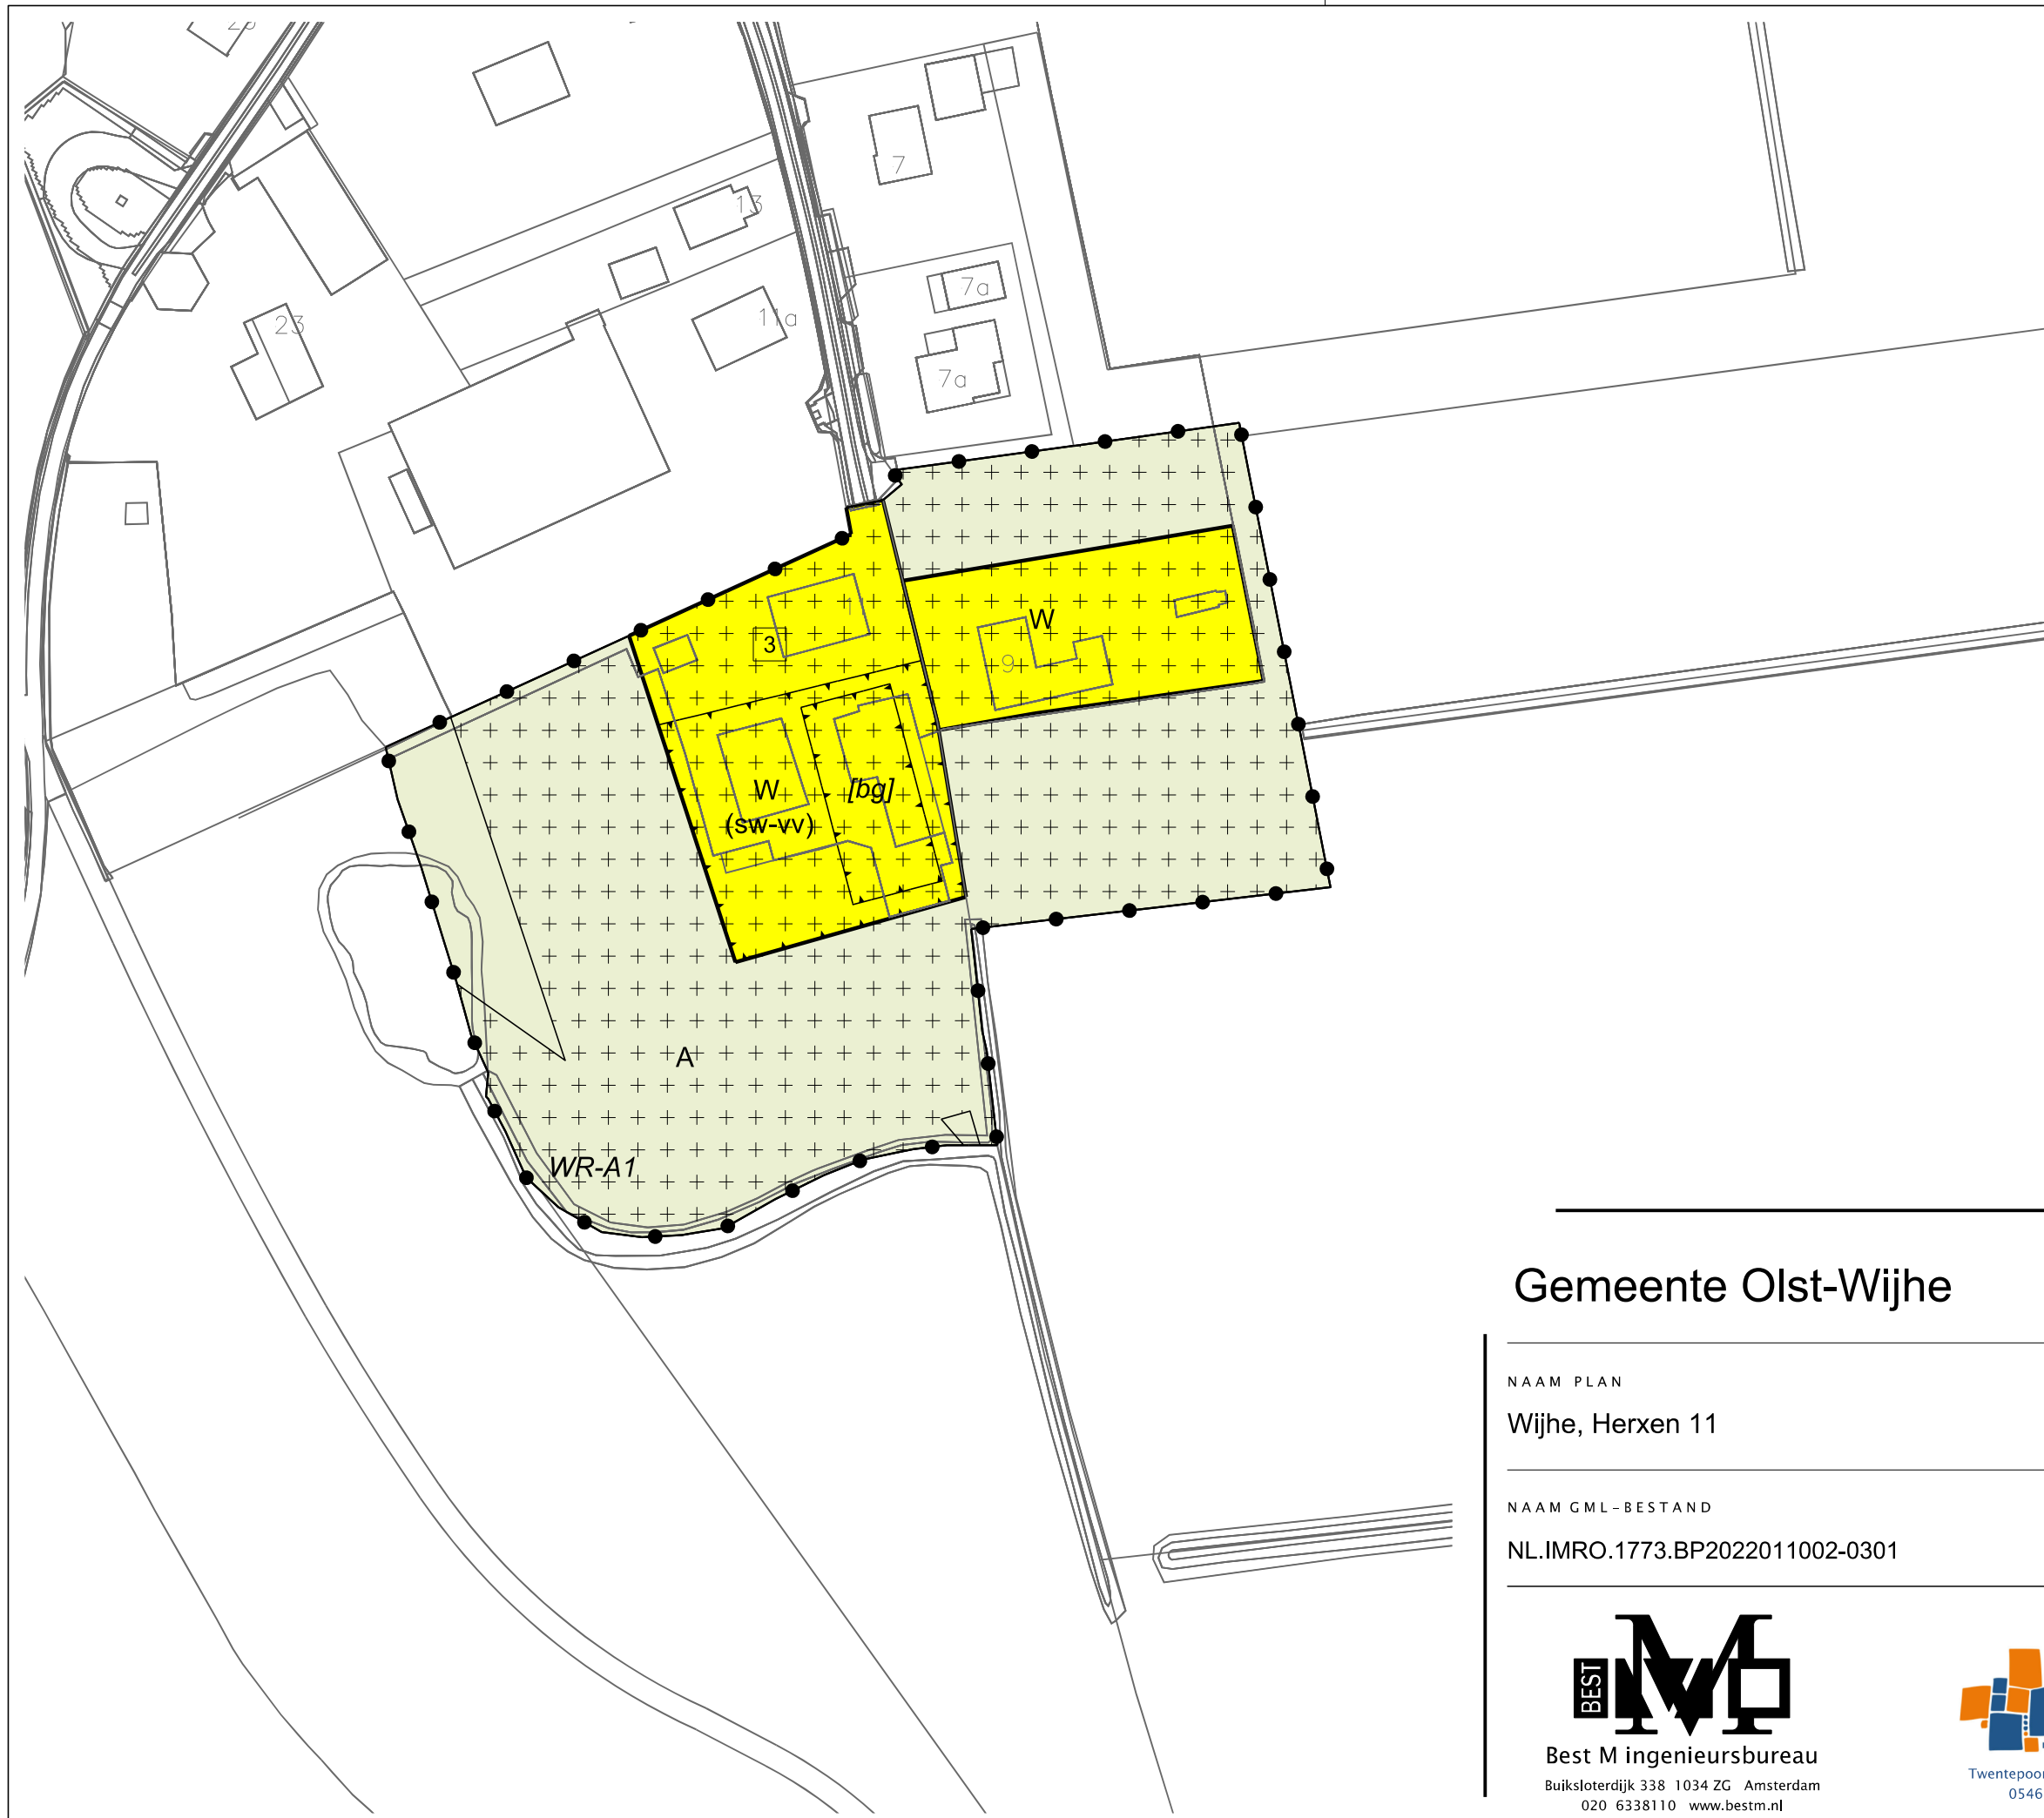 7
13
7a
23
11a
7a
3
W
9
W
[bg]
(sw-vv)
A
WR-A1
Gemeente Olst-Wijhe
NAAM PLAN
Wijhe, Herxen 11
NAAM GML-BESTAND
NL.IMRO.1773.BP2022011002-0301
BEST
M
Best M ingenieursbureau
Buiksloterdijk 338 1034 ZG Amsterdam
020 6338110 www.bestm.nl
0546